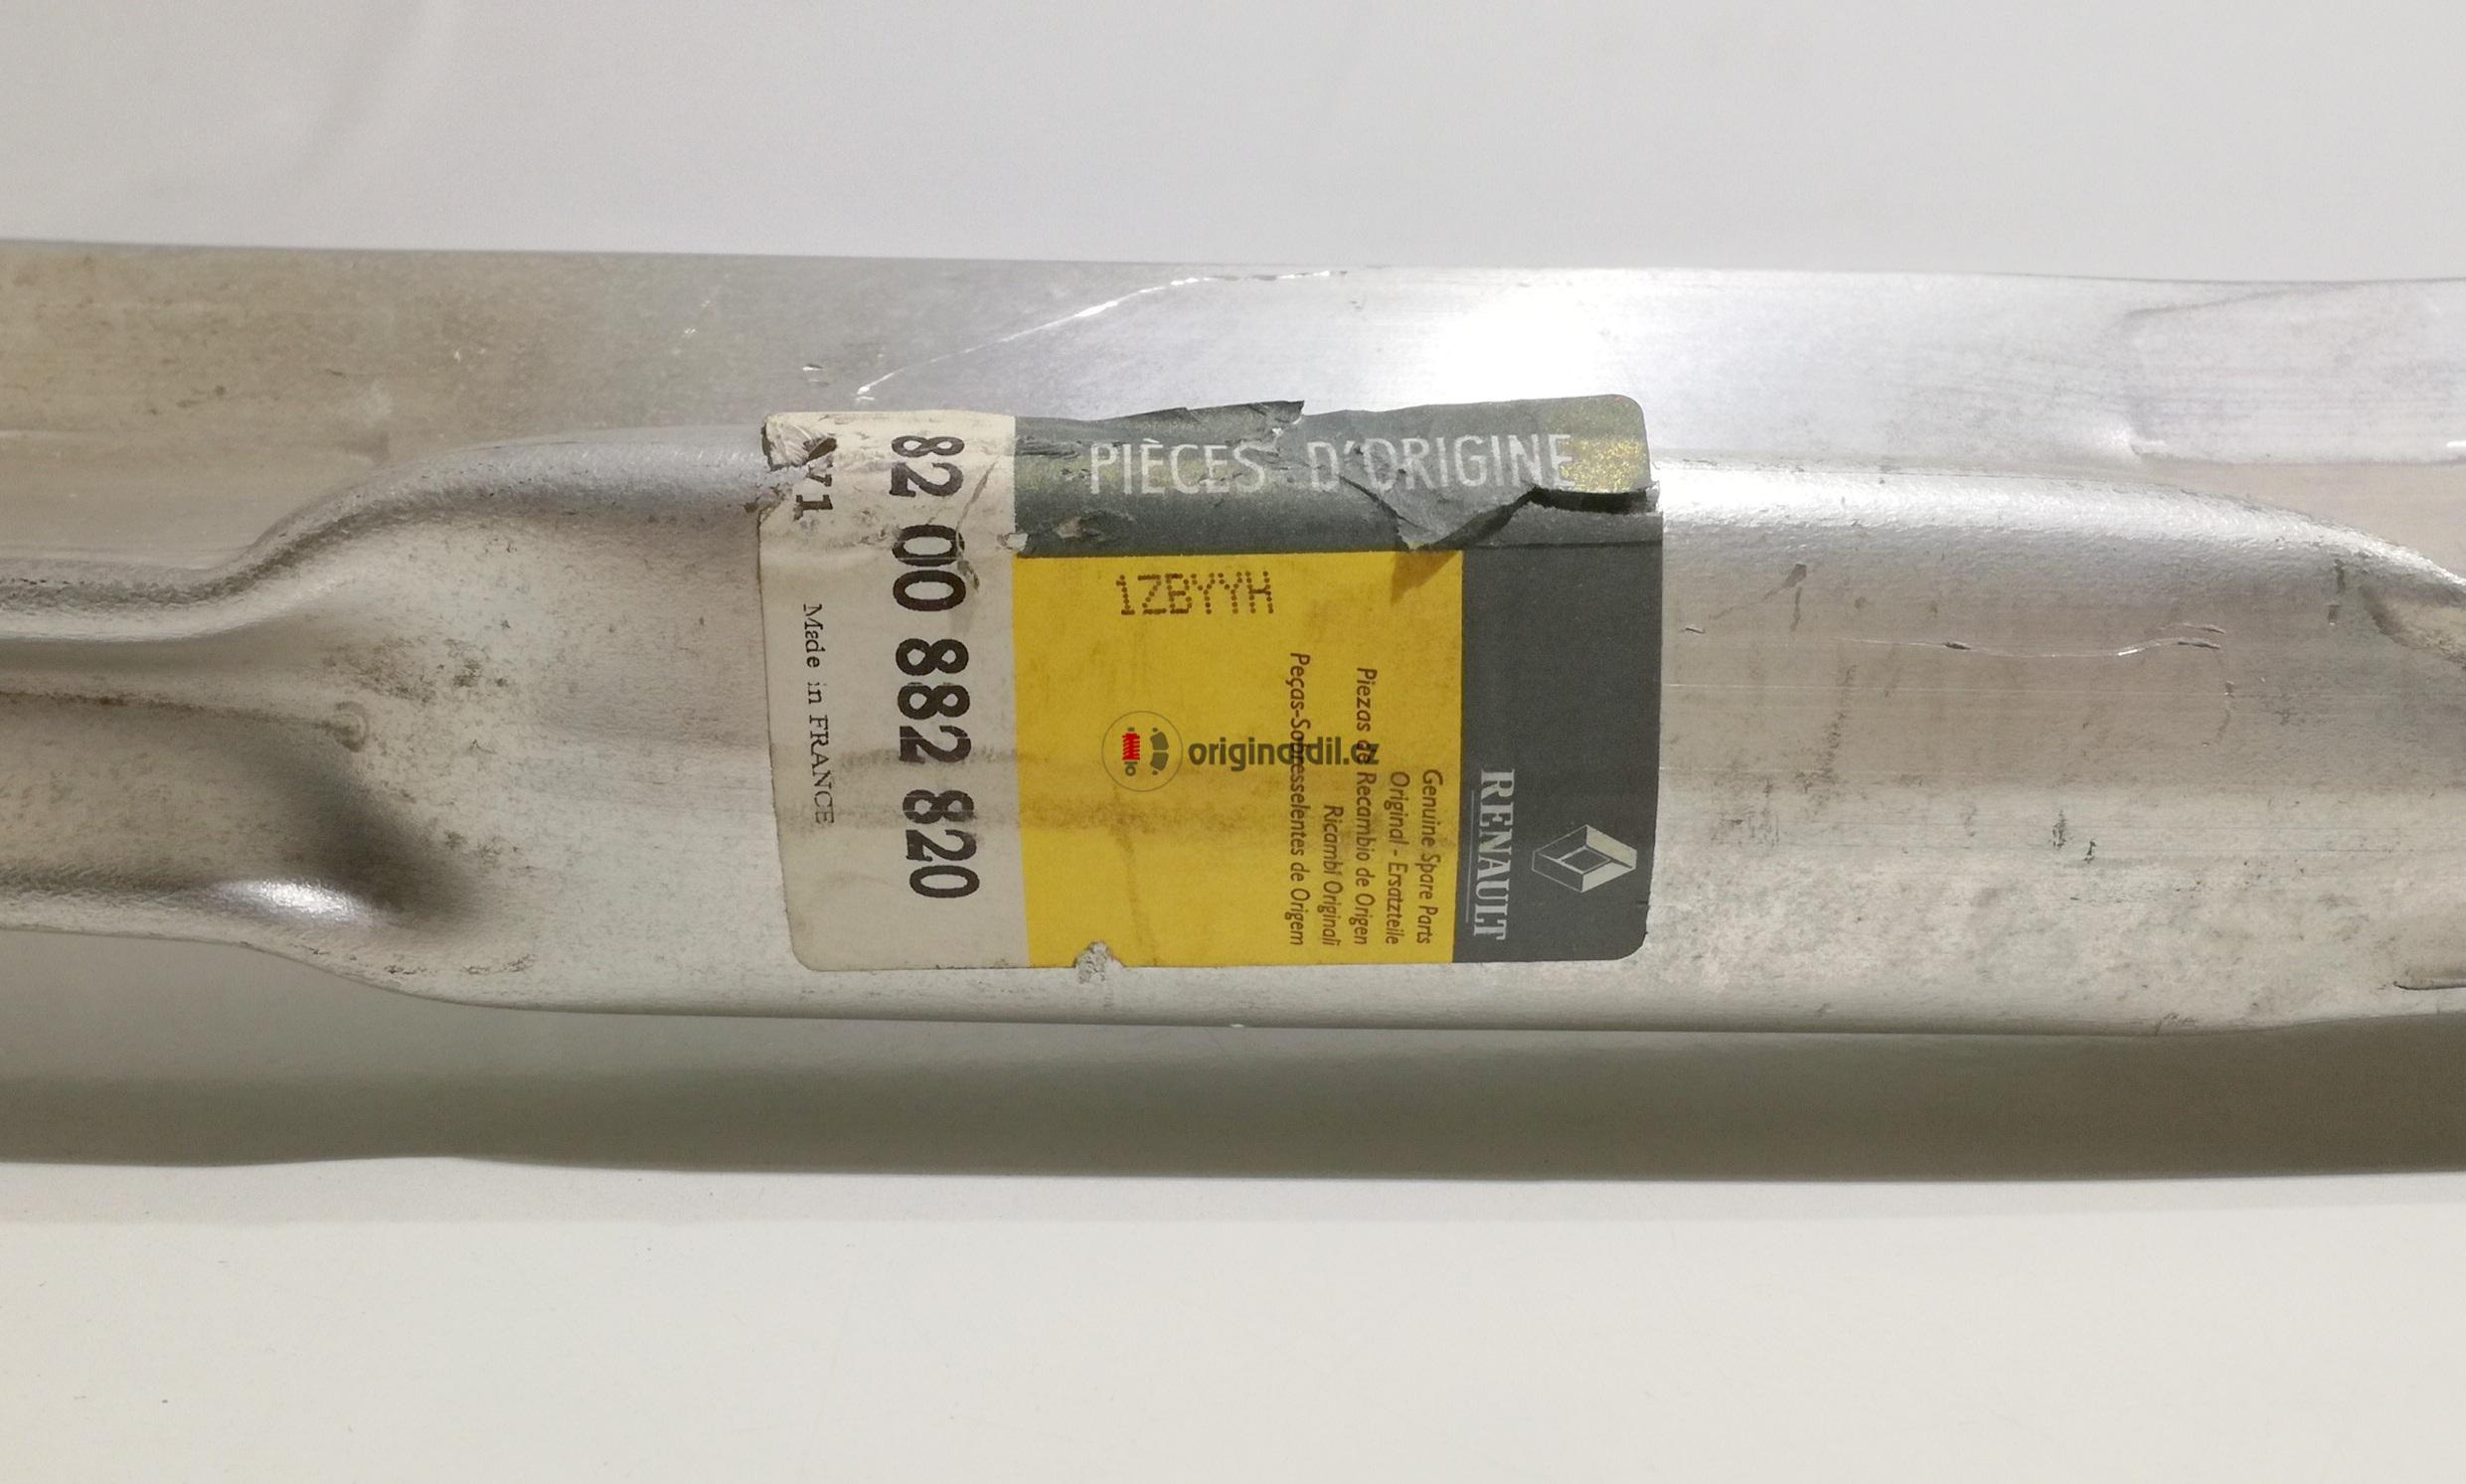 PIÈCES D'ORIGINE
RENAULT
Genuine Spare Parts
Original - Ersatzteile
Piezas de Recambio de Origen
Ricambi Originali
Peças-Sobresselentes de Origem
1ZBYYH
82 00 882 820
V1 Made in FRANCE
originaldil.cz